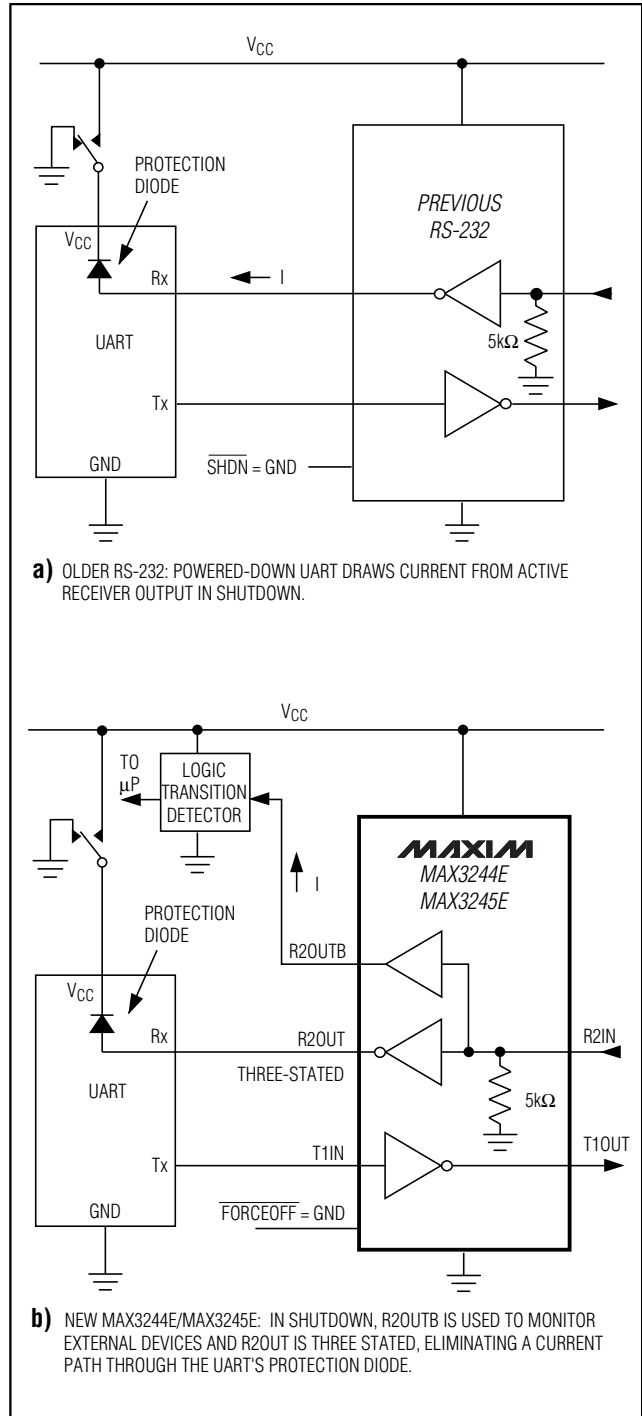 VCC
PROTECTION
DIODE
VCC
Rx
I
PREVIOUS
RS-232
5kΩ
UART
Tx
GND
SHDN = GND
a) OLDER RS-232: POWERED-DOWN UART DRAWS CURRENT FROM ACTIVE
RECEIVER OUTPUT IN SHUTDOWN.
VCC
TO
µP
LOGIC
TRANSITION
DETECTOR
MAXIM
MAX3244E
MAX3245E
I
PROTECTION
DIODE
R2OUTB
VCC
Rx
R2OUT
R2IN
THREE-STATED
UART
5kΩ
Tx
T1IN
T1OUT
GND
FORCEOFF = GND
b) NEW MAX3244E/MAX3245E: IN SHUTDOWN, R2OUTB IS USED TO MONITOR
EXTERNAL DEVICES AND R2OUT IS THREE STATED, ELIMINATING A CURRENT
PATH THROUGH THE UART'S PROTECTION DIODE.